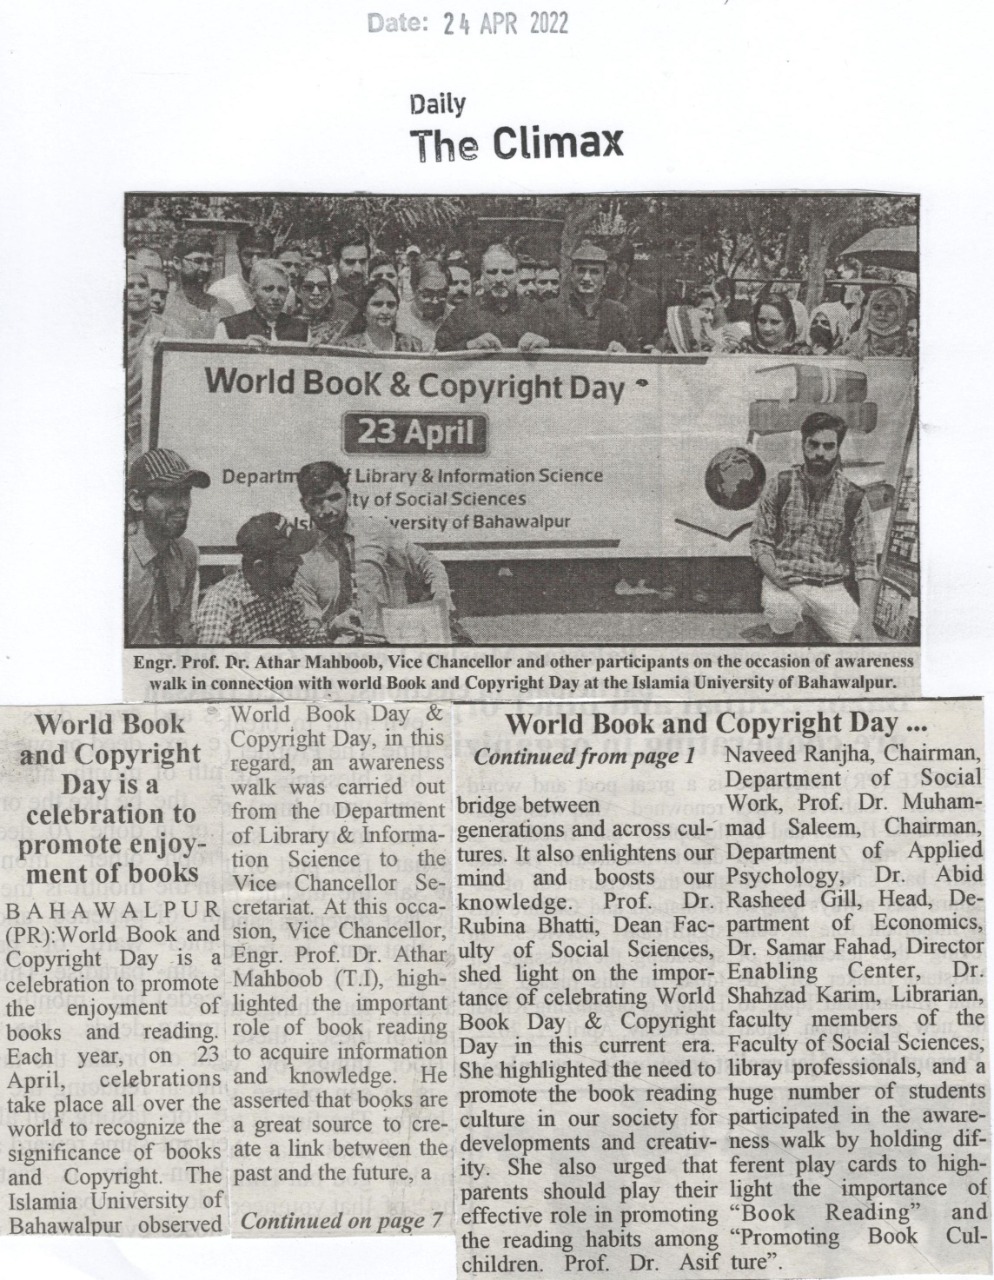 Date: 24 APR 2022
Daily
The Climax
World BooK & Copyright Day
23 April
Departm f Library & Information Science
ty of Social Sciences
Isl versity of Bahawalpur
Engr. Prof. Dr. Athar Mahboob, Vice Chancellor and other participants on the occasion of awareness
walk in connection with world Book and Copyright Day at the Islamia University of Bahawalpur.
World Book
and Copyright
Day is a
celebration to
promote enjoy-
ment of books
BAHAWALPUR
(PR):World Book and
Copyright Day is a
celebration to promote
the enjoyment of
books and reading.
Each year, on 23
April, celebrations
take place all over the
world to recognize the
significance of books
and Copyright. The
Islamia University of
Bahawalpur observed
World Book Day &
Copyright Day, in this
regard, an awareness
walk was carried out
from the Department
of Library & Informa-
tion Science to the
Vice Chancellor Se-
cretariat. At this occa-
sion, Vice Chancellor,
Engr. Prof. Dr. Athar
Mahboob (T.I), high-
lighted the important
role of book reading
to acquire information
and knowledge. He
asserted that books are
a great source to cre-
ate a link between the
past and the future, a
Continued on page 7
World Book and Copyright Day ...
Continued from page 1
bridge between
generations and across cul-
tures. It also enlightens our
mind and boosts our
knowledge. Prof. Dr.
Rubina Bhatti, Dean Fac-
ulty of Social Sciences,
shed light on the impor-
tance of celebrating World
Book Day & Copyright
Day in this current era.
She highlighted the need to
promote the book reading
culture in our society for
developments and creativ-
ity. She also urged that
parents should play their
effective role in promoting
the reading habits among
children. Prof. Dr. Asif
Naveed Ranjha, Chairman,
Department of Social
Work, Prof. Dr. Muham-
mad Saleem, Chairman,
Department of Applied
Psychology, Dr. Abid
Rasheed Gill, Head, De-
partment of Economics,
Dr. Samar Fahad, Director
Enabling Center, Dr.
Shahzad Karim, Librarian,
faculty members of the
Faculty of Social Sciences,
libray professionals, and a
huge number of students
participated in the aware-
ness walk by holding dif-
ferent play cards to high-
light the importance of
“Book Reading” and
“Promoting Book Cul-
ture”.